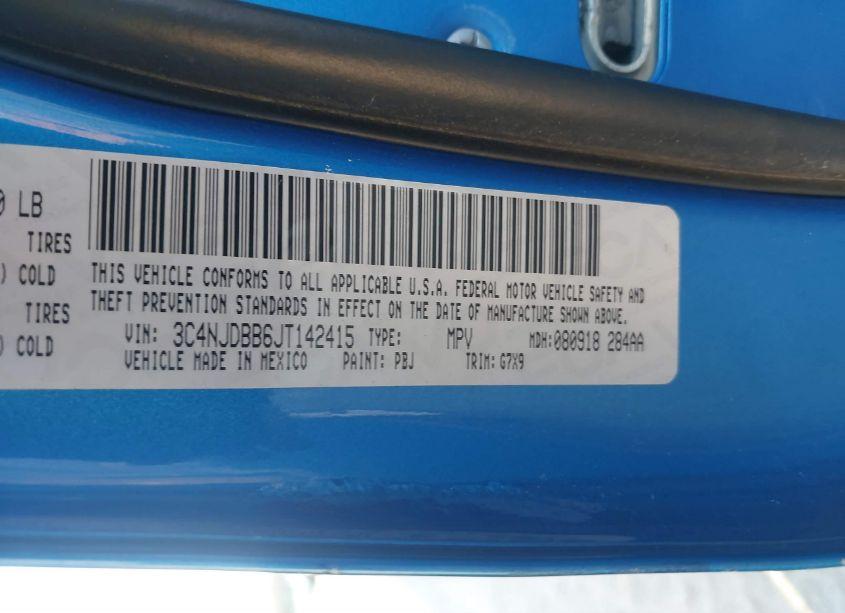 0 LB
TIRES
) COLD
TIRES
) COLD
THIS VEHICLE CONFORMS TO ALL APPLICABLE U.S.A. FEDERAL MOTOR VEHICLE SAFETY AND
THEFT PREVENTION STANDARDS IN EFFECT ON THE DATE OF MANUFACTURE SHOWN ABOVE.
VIN: 3C4NJDBB6JT142415 TYPE: MPV MDH:080918 284AA
VEHICLE MADE IN MEXICO PAINT: PBJ TRIM: G7X9